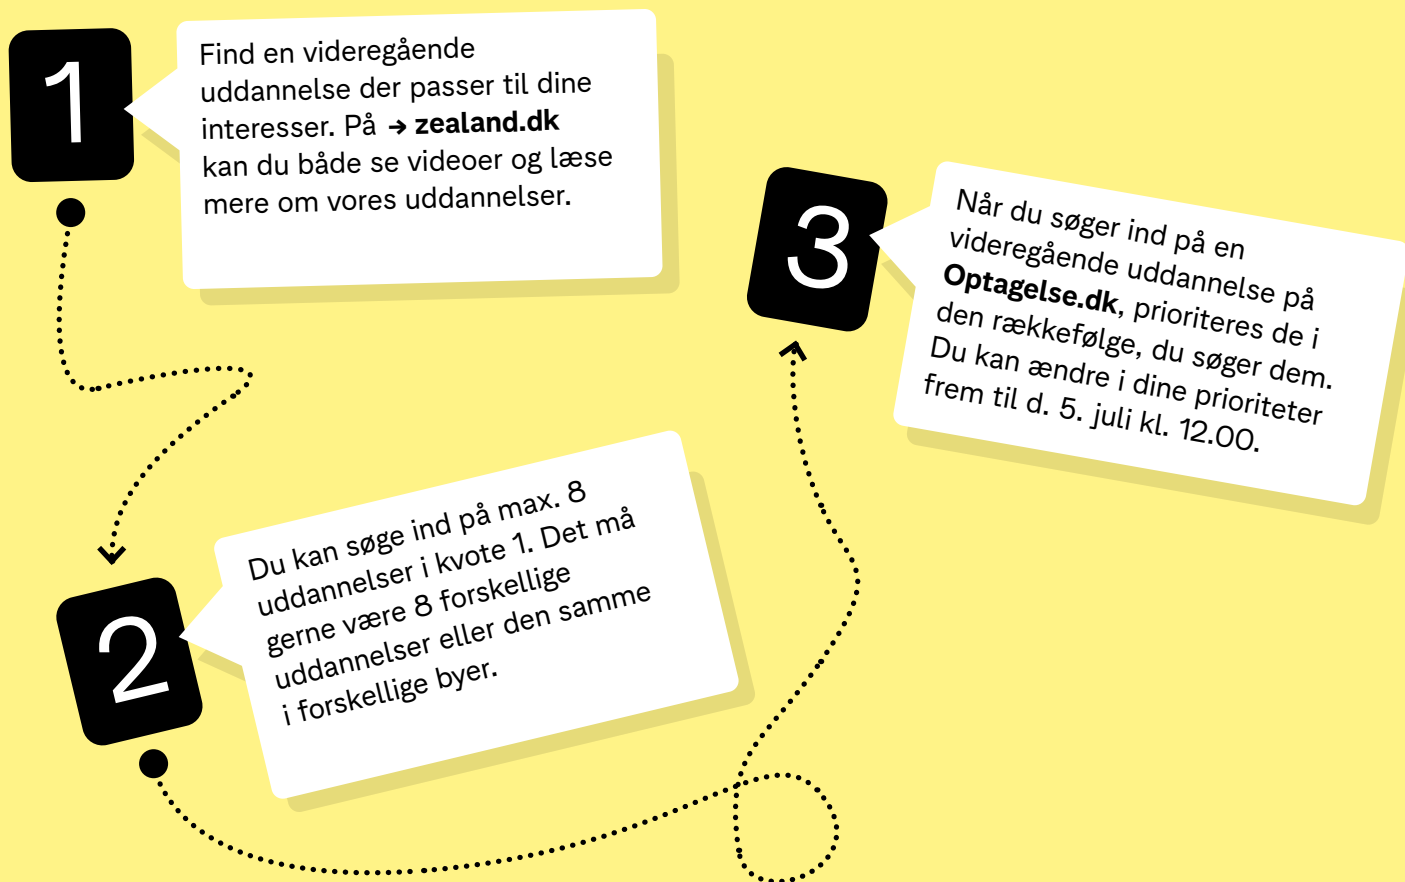 1
Find en videregående
uddannelse der passer til dine
interesser. På → zealand.dk
kan du både se videoer og læse
mere om vores uddannelser.
2
Du kan søge ind på max. 8
uddannelser i kvote 1. Det må
gerne være 8 forskellige
uddannelser eller den samme
i forskellige byer.
3
Når du søger ind på en
videregående uddannelse på
Optagelse.dk, prioriteres de i
den rækkefølge, du søger dem.
Du kan ændre i dine prioriteter
frem til d. 5. juli kl. 12.00.